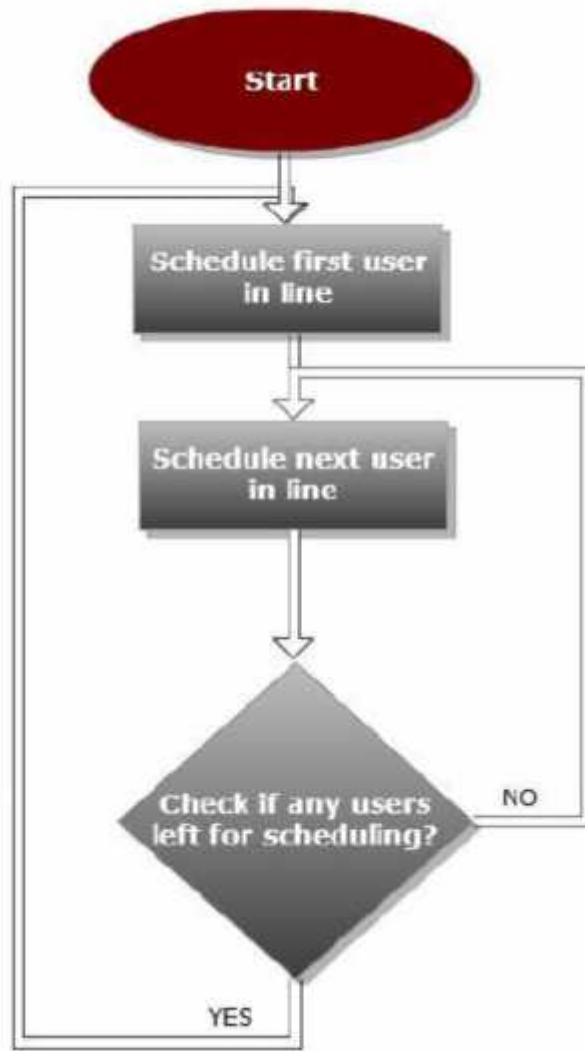 Start
Schedule first user
in line
Schedule next user
in line
Check if any users
left for scheduling?
NO
YES